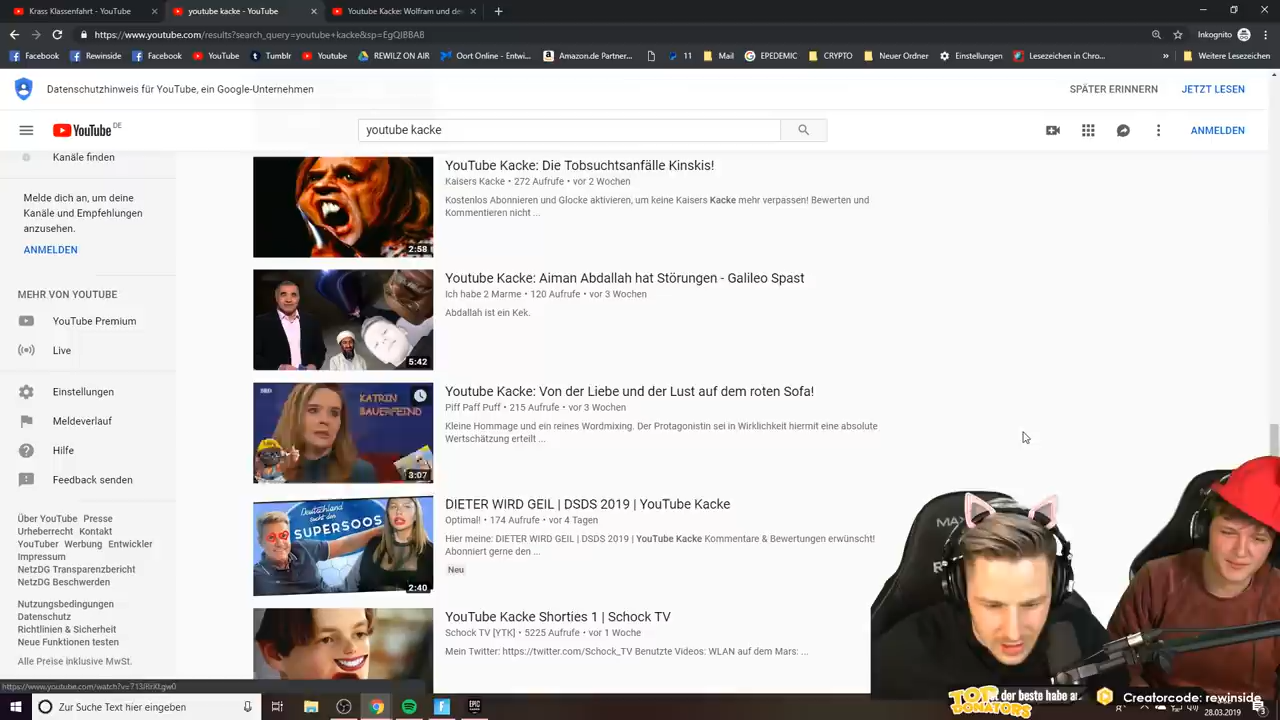 Krass Klassenfahrt - YouTube
youtube kacke - YouTube
Youtube Kacke: Wolfram und der
Inkognito
https://www.youtube.com/results?search_query=youtube+kacke&sp=EgQIBBAB
Facebook
Rewinside
Facebook
YouTube
Tumblr
Youtube
REWILZ ON AIR
Oort Online - Entwi...
Amazon.de Partner...
11
Mail
EPEDEMIC
CRYPTO
Neuer Ordner
Einstellungen
Lesezeichen in Chro...
Weitere Lesezeichen
Datenschutzhinweis für YouTube, ein Google-Unternehmen
SPÄTER ERINNERN
JETZT LESEN
YouTube DE
youtube kacke
ANMELDEN
Kanäle finden
Melde dich an, um deine
Kanäle und Empfehlungen
anzusehen.
ANMELDEN
MEHR VON YOUTUBE
YouTube Premium
Live
Einstellungen
Meldeverlauf
Hilfe
Feedback senden
Über YouTube Presse
Urheberrecht Kontakt
YouTuber Werbung Entwickler
Impressum
NetzDG Transparenzbericht
NetzDG Beschwerden
Nutzungsbedingungen
Datenschutz
Richtlinien & Sicherheit
Neue Funktionen testen
Alle Preise inklusive MwSt.
YouTube Kacke: Die Tobsuchtsanfälle Kinskis!
Kaisers Kacke • 272 Aufrufe • vor 2 Wochen
Kostenlos Abonnieren und Glocke aktivieren, um keine Kaisers Kacke mehr verpassen! Bewerten und
Kommentieren nicht ...
2:58
Youtube Kacke: Aiman Abdallah hat Störungen - Galileo Spast
Ich habe 2 Marme • 120 Aufrufe • vor 3 Wochen
Abdallah ist ein Kek.
5:42
Youtube Kacke: Von der Liebe und der Lust auf dem roten Sofa!
Piff Paff Puff • 215 Aufrufe • vor 3 Wochen
Kleine Hommage und ein reines Wordmixing. Der Protagonistin sei in Wirklichkeit hiermit eine absolute
Wertschätzung erteilt ...
KATRIN
BAUERFEIND
3:07
DIETER WIRD GEIL | DSDS 2019 | YouTube Kacke
Optimal! • 174 Aufrufe • vor 4 Tagen
Hier meine: DIETER WIRD GEIL | DSDS 2019 | YouTube Kacke Kommentare & Bewertungen erwünscht!
Abonniert gerne den ...
Neu
Deutschland
sucht den
SUPERSOOS
2:40
YouTube Kacke Shorties 1 | Schock TV
Schock TV [YTK] • 5225 Aufrufe • vor 1 Woche
Mein Twitter: https://twitter.com/Schock_TV Benutzte Videos: WLAN auf dem Mars: ...
MAX
TOP
DONATORS
t der beste habe a
Creatorcode: rewinside
Zur Suche Text hier eingeben
EPIC
28.03.2019
3